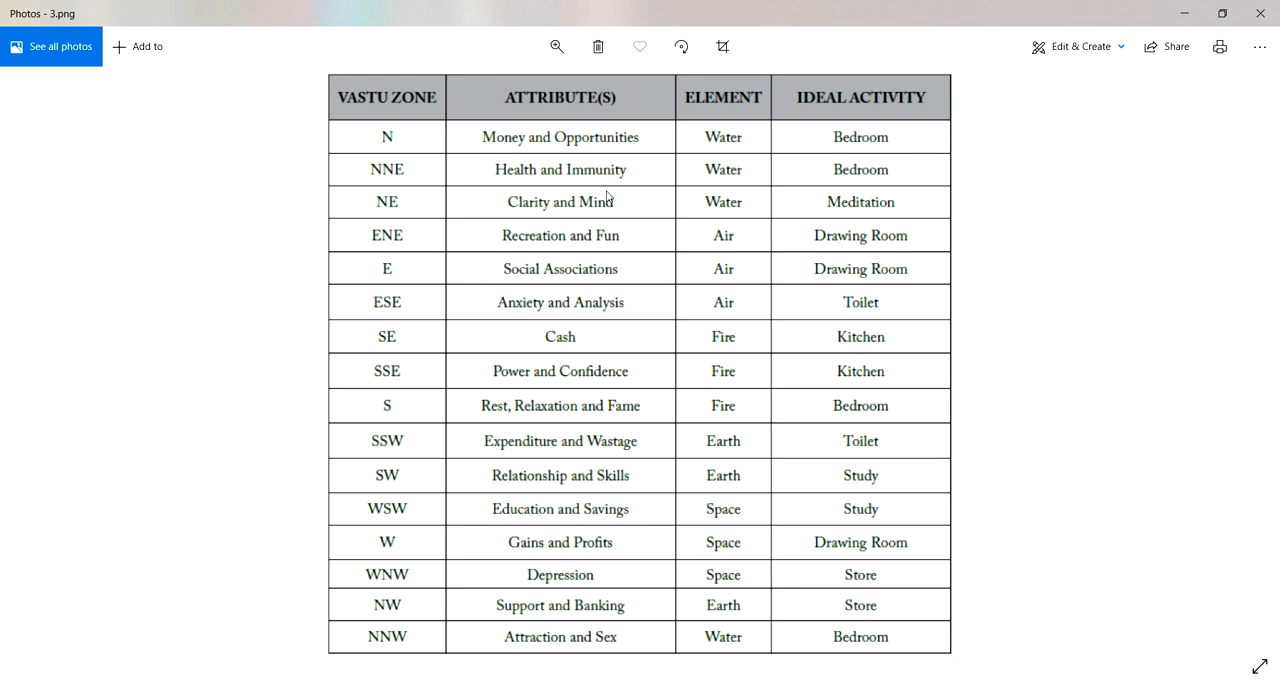 Photos - 3.png
See all photos Add to Edit & Create Share
VASTU ZONE ATTRIBUTE(S) ELEMENT IDEAL ACTIVITY
N Money and Opportunities Water Bedroom
NNE Health and Immunity Water Bedroom
NE Clarity and Mind Water Meditation
ENE Recreation and Fun Air Drawing Room
E Social Associations Air Drawing Room
ESE Anxiety and Analysis Air Toilet
SE Cash Fire Kitchen
SSE Power and Confidence Fire Kitchen
S Rest, Relaxation and Fame Fire Bedroom
SSW Expenditure and Wastage Earth Toilet
SW Relationship and Skills Earth Study
WSW Education and Savings Space Study
W Gains and Profits Space Drawing Room
WNW Depression Space Store
NW Support and Banking Earth Store
NNW Attraction and Sex Water Bedroom